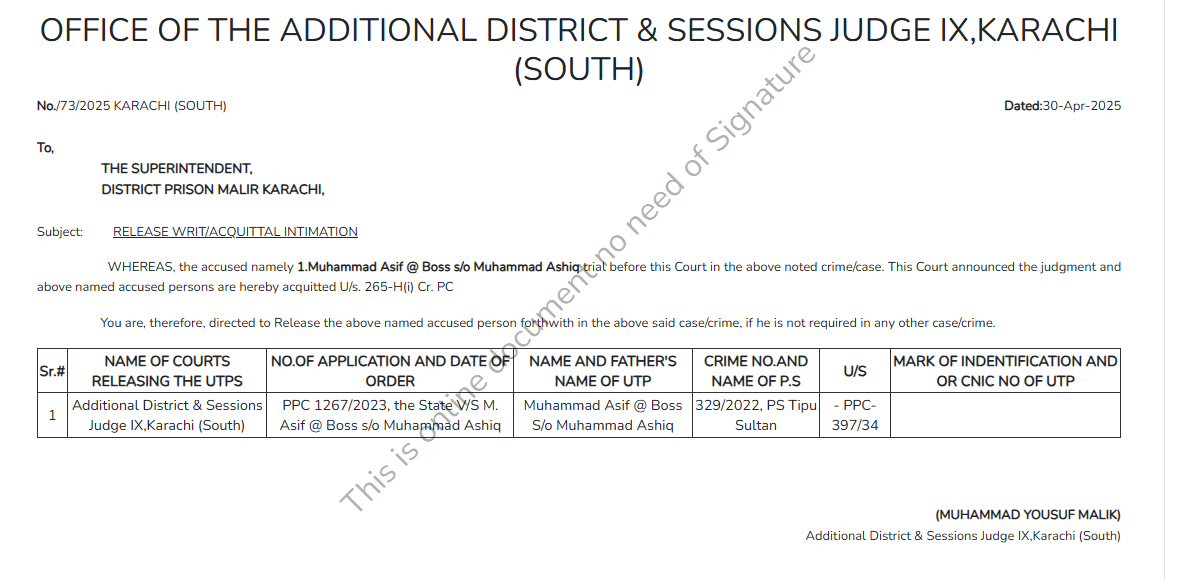 OFFICE OF THE ADDITIONAL DISTRICT & SESSIONS JUDGE IX,KARACHI
(SOUTH)
No./73/2025 KARACHI (SOUTH) Dated:30-Apr-2025
To,
THE SUPERINTENDENT,
DISTRICT PRISON MALIR KARACHI,
Subject: RELEASE WRIT/ACQUITTAL INTIMATION
WHEREAS, the accused namely 1.Muhammad Asif @ Boss s/o Muhammad Ashiq trial before this Court in the above noted crime/case. This Court announced the judgment and
above named accused persons are hereby acquitted U/s. 265-H(i) Cr. PC
You are, therefore, directed to Release the above named accused person forthwith in the above said case/crime, if he is not required in any other case/crime.
Sr.#
NAME OF COURTS
RELEASING THE UTPS
NO.OF APPLICATION AND DATE OF
ORDER
NAME AND FATHER'S
NAME OF UTP
CRIME NO.AND
NAME OF P.S
U/S
MARK OF INDENTIFICATION AND
OR CNIC NO OF UTP
1
Additional District & Sessions
Judge IX,Karachi (South)
PPC 1267/2023, the State V/S M.
Asif @ Boss s/o Muhammad Ashiq
Muhammad Asif @ Boss
S/o Muhammad Ashiq
329/2022, PS Tipu
Sultan
- PPC-
397/34
This is online document no need of Signature
(MUHAMMAD YOUSUF MALIK)
Additional District & Sessions Judge IX,Karachi (South)